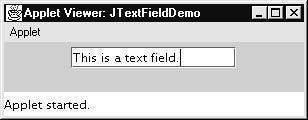 Applet Viewer: JTextFieldDemo
Applet
This is a text field.
Applet started.